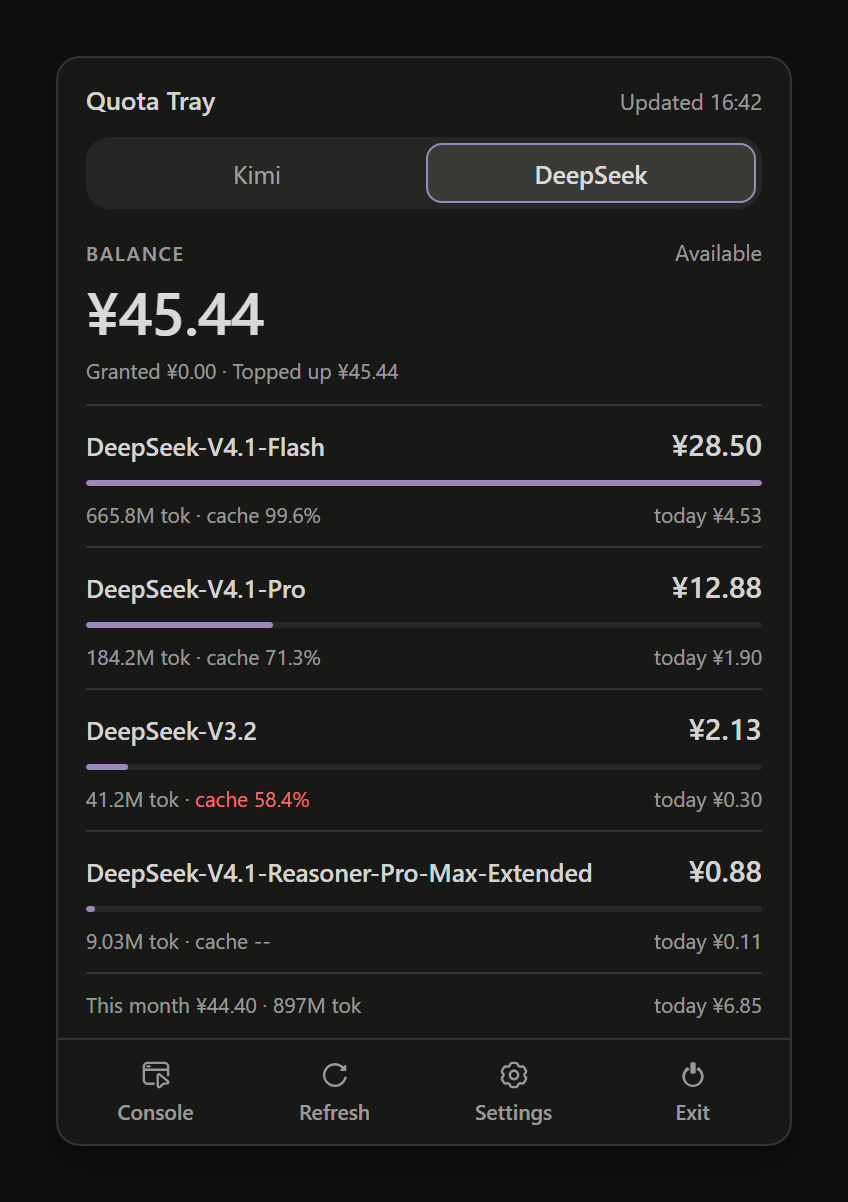 Quota Tray
Updated 16:42
Kimi
DeepSeek
BALANCE
Available
¥45.44
Granted ¥0.00 · Topped up ¥45.44
DeepSeek-V4.1-Flash
¥28.50
665.8M tok · cache 99.6%
today ¥4.53
DeepSeek-V4.1-Pro
¥12.88
184.2M tok · cache 71.3%
today ¥1.90
DeepSeek-V3.2
¥2.13
41.2M tok · cache 58.4%
today ¥0.30
DeepSeek-V4.1-Reasoner-Pro-Max-Extended
¥0.88
9.03M tok · cache --
today ¥0.11
This month ¥44.40 · 897M tok
today ¥6.85
Console
Refresh
Settings
Exit